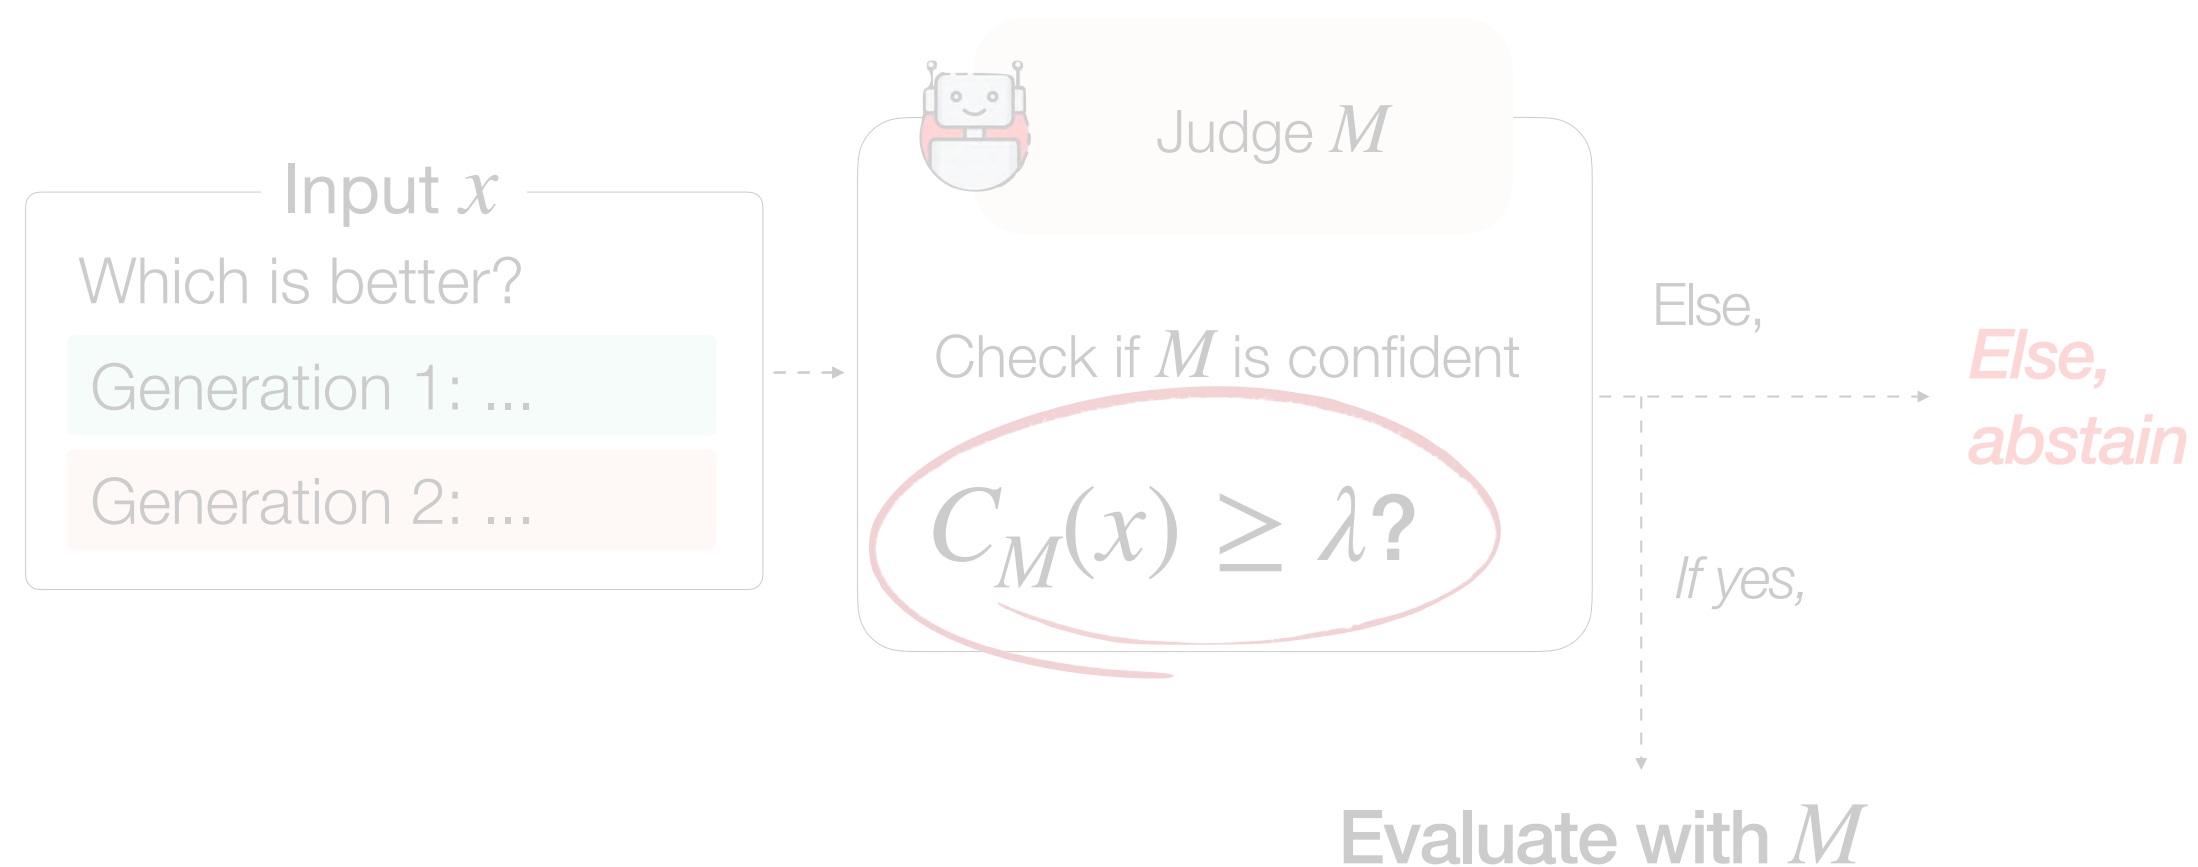 Input x
Which is better?
Generation 1: ...
Generation 2: ...
Judge M
Check if M is confident
C_M(x) ≥ λ?
Else,
Else,
abstain
If yes,
Evaluate with M